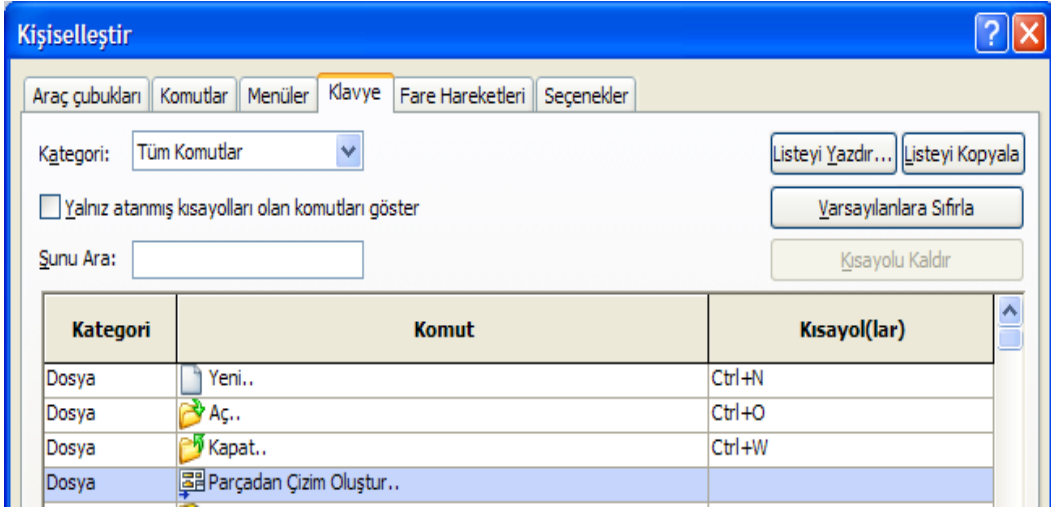 Kişiselleştir
Araç çubukları Komutlar Menüler Klavye Fare Hareketleri Seçenekler
Kategori: Tüm Komutlar Listeyi Yazdır... Listeyi Kopyala
Yalnız atanmış kısayolları olan komutları göster Varsayılanlara Sıfırla
Şunu Ara: Kısayolu Kaldır
Kategori Komut Kısayol(lar)
Dosya Yeni.. Ctrl+N
Dosya Aç.. Ctrl+O
Dosya Kapat.. Ctrl+W
Dosya Parçadan Çizim Oluştur..